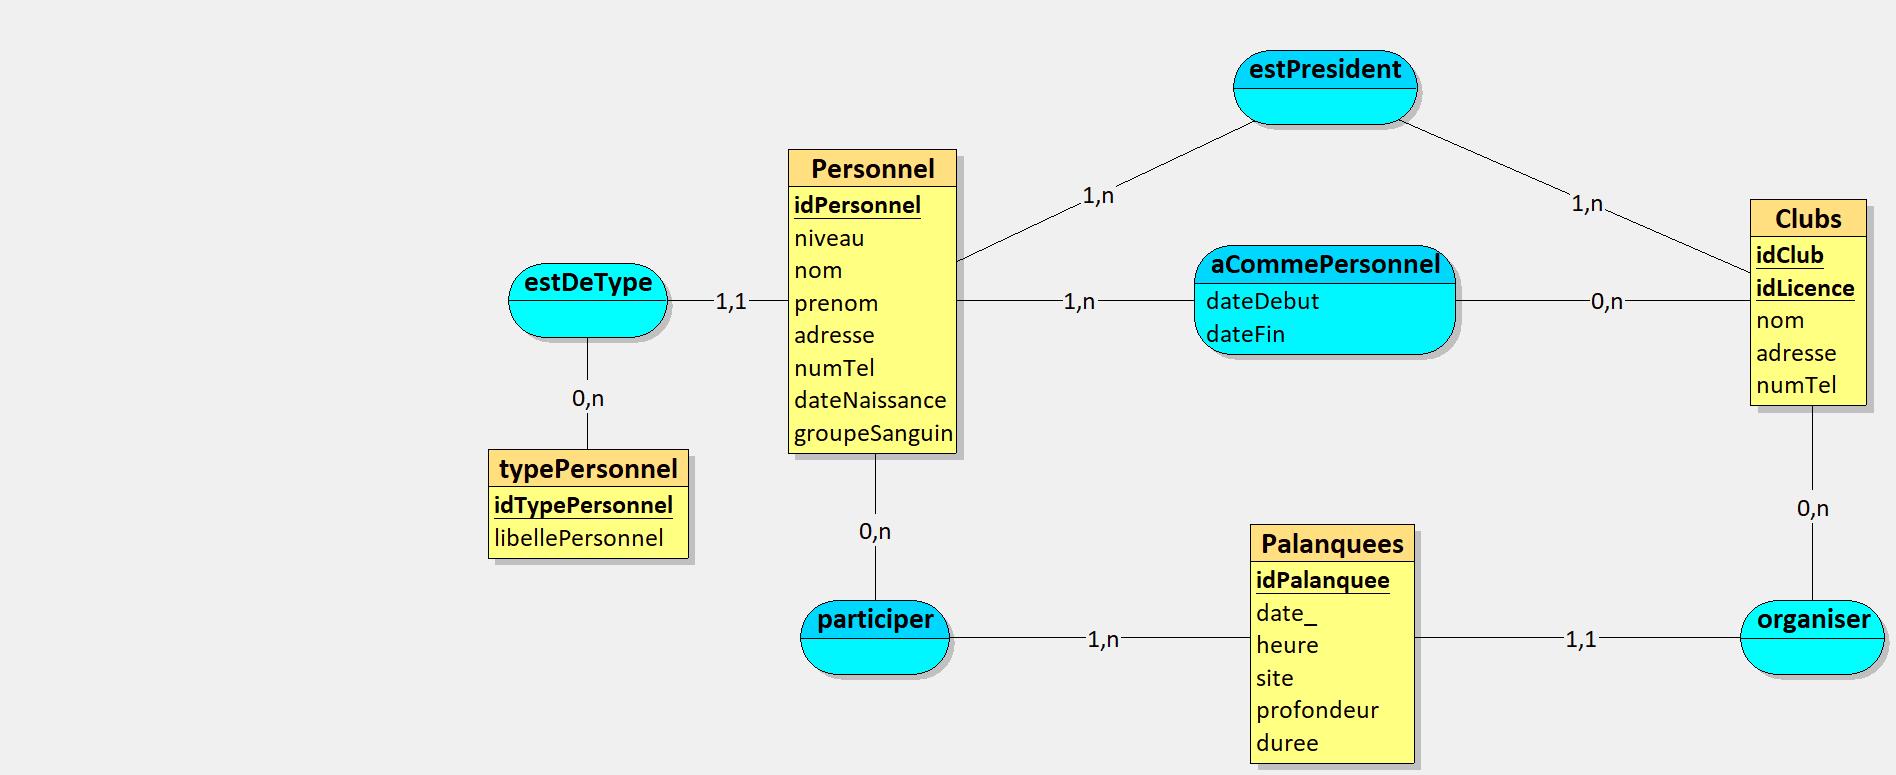 estPresident
1,n
1,n
Personnel
idPersonnel
niveau
nom
prenom
adresse
numTel
dateNaissance
groupeSanguin
Clubs
idClub
idLicence
nom
adresse
numTel
aCommePersonnel
dateDebut
dateFin
1,n
0,n
estDeType
1,1
0,n
typePersonnel
idTypePersonnel
libellePersonnel
0,n
0,n
Palanquees
idPalanquee
date_
heure
site
profondeur
duree
participer
1,n
1,1
organiser